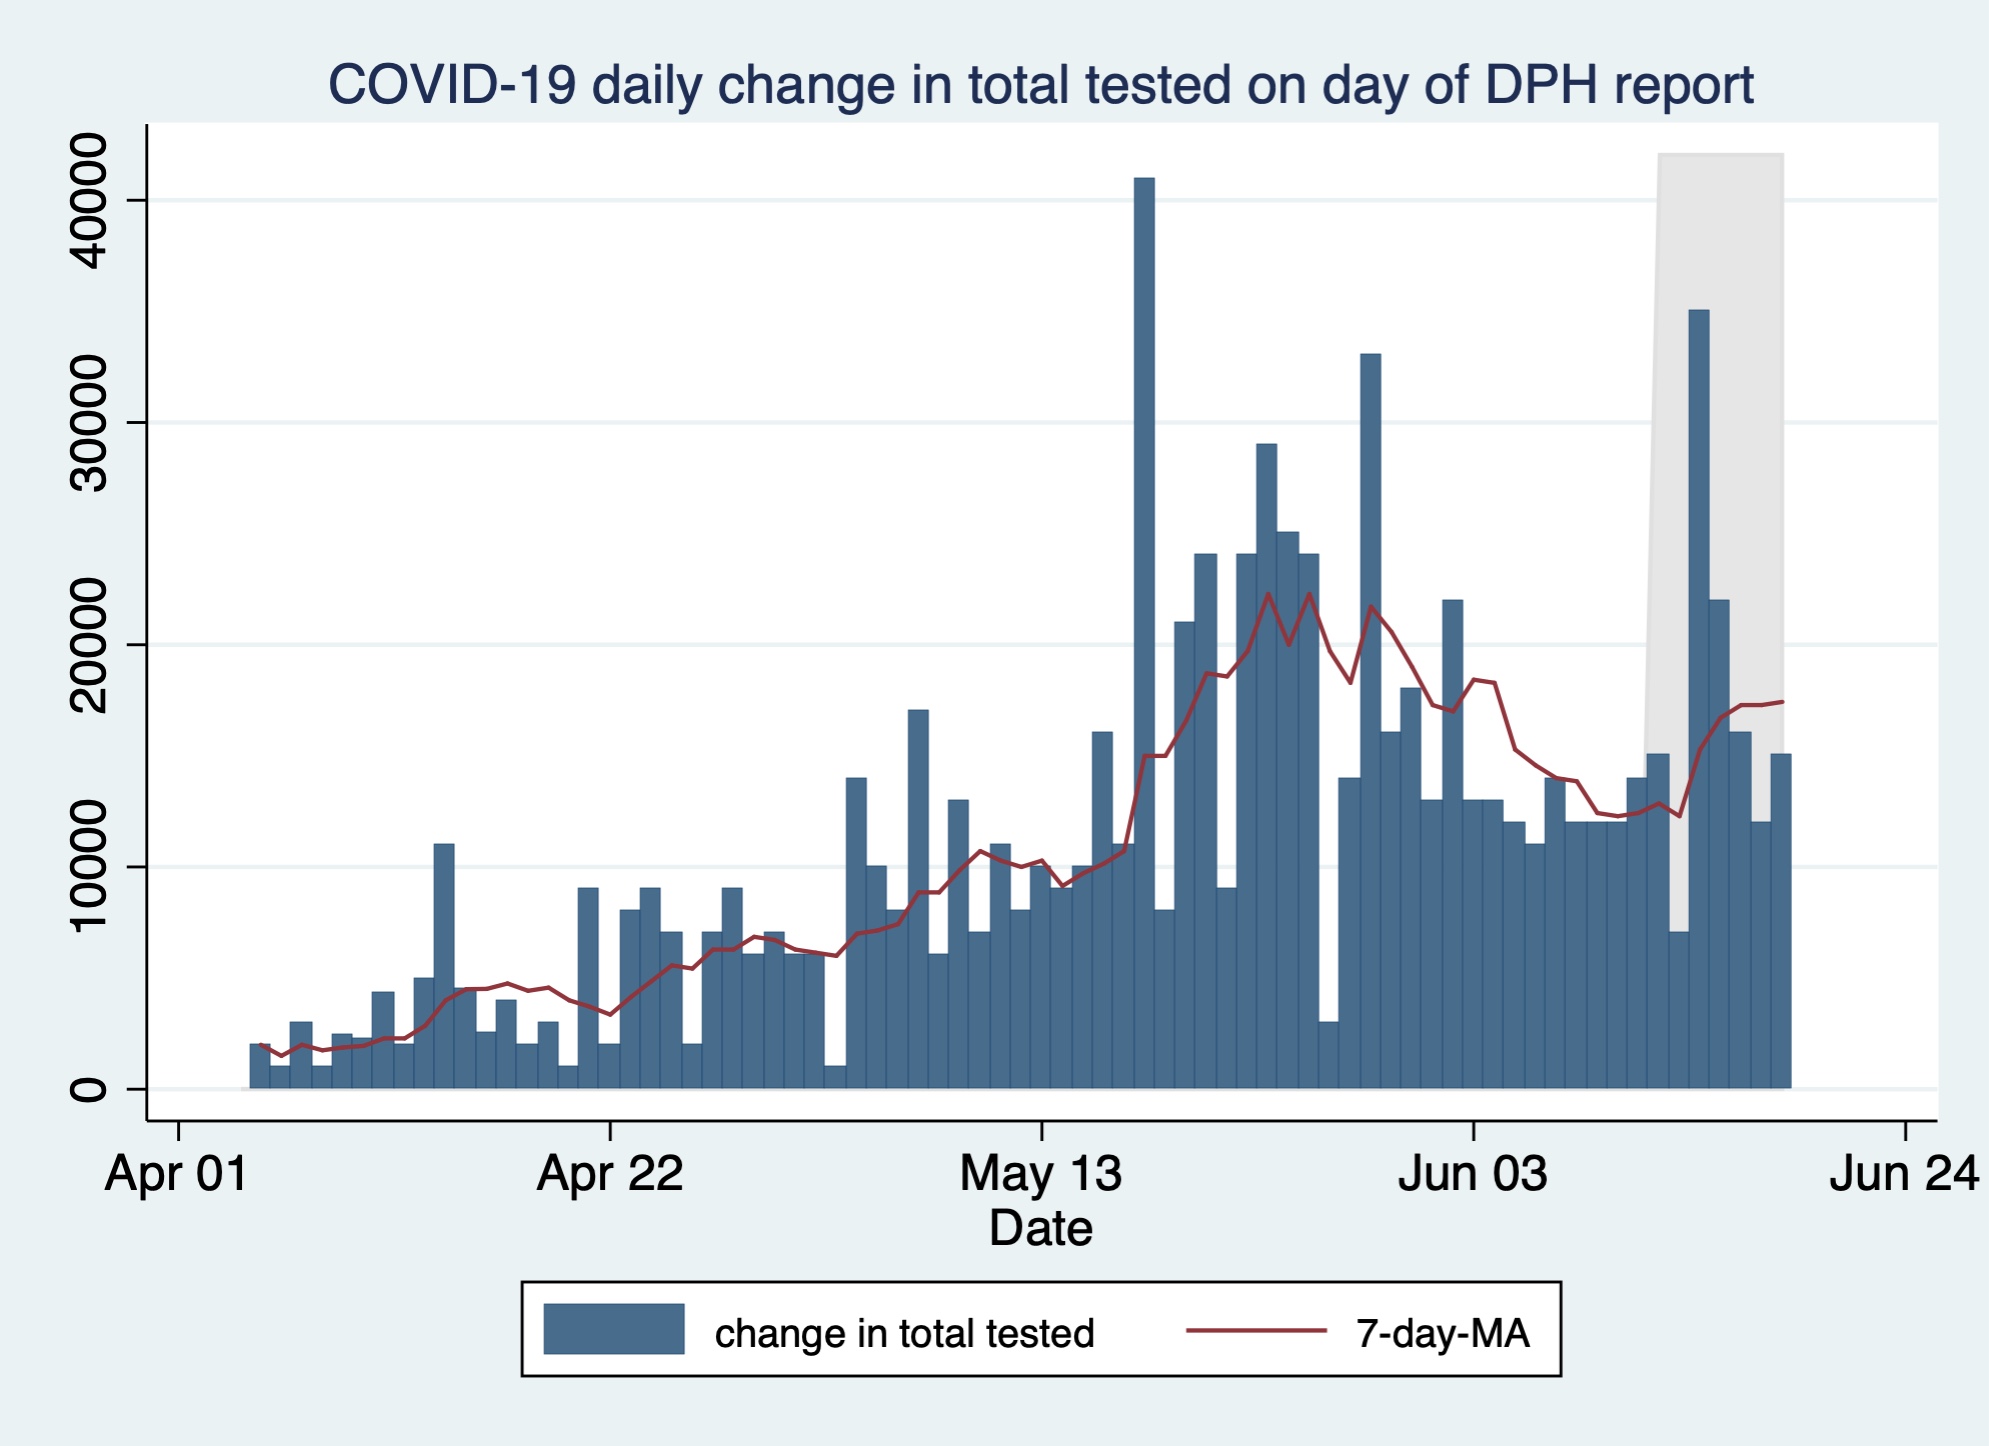 COVID-19 daily change in total tested on day of DPH report
40000
30000
20000
10000
0
Apr 01 Apr 22 May 13 Jun 03 Jun 24
Date
change in total tested 7-day-MA